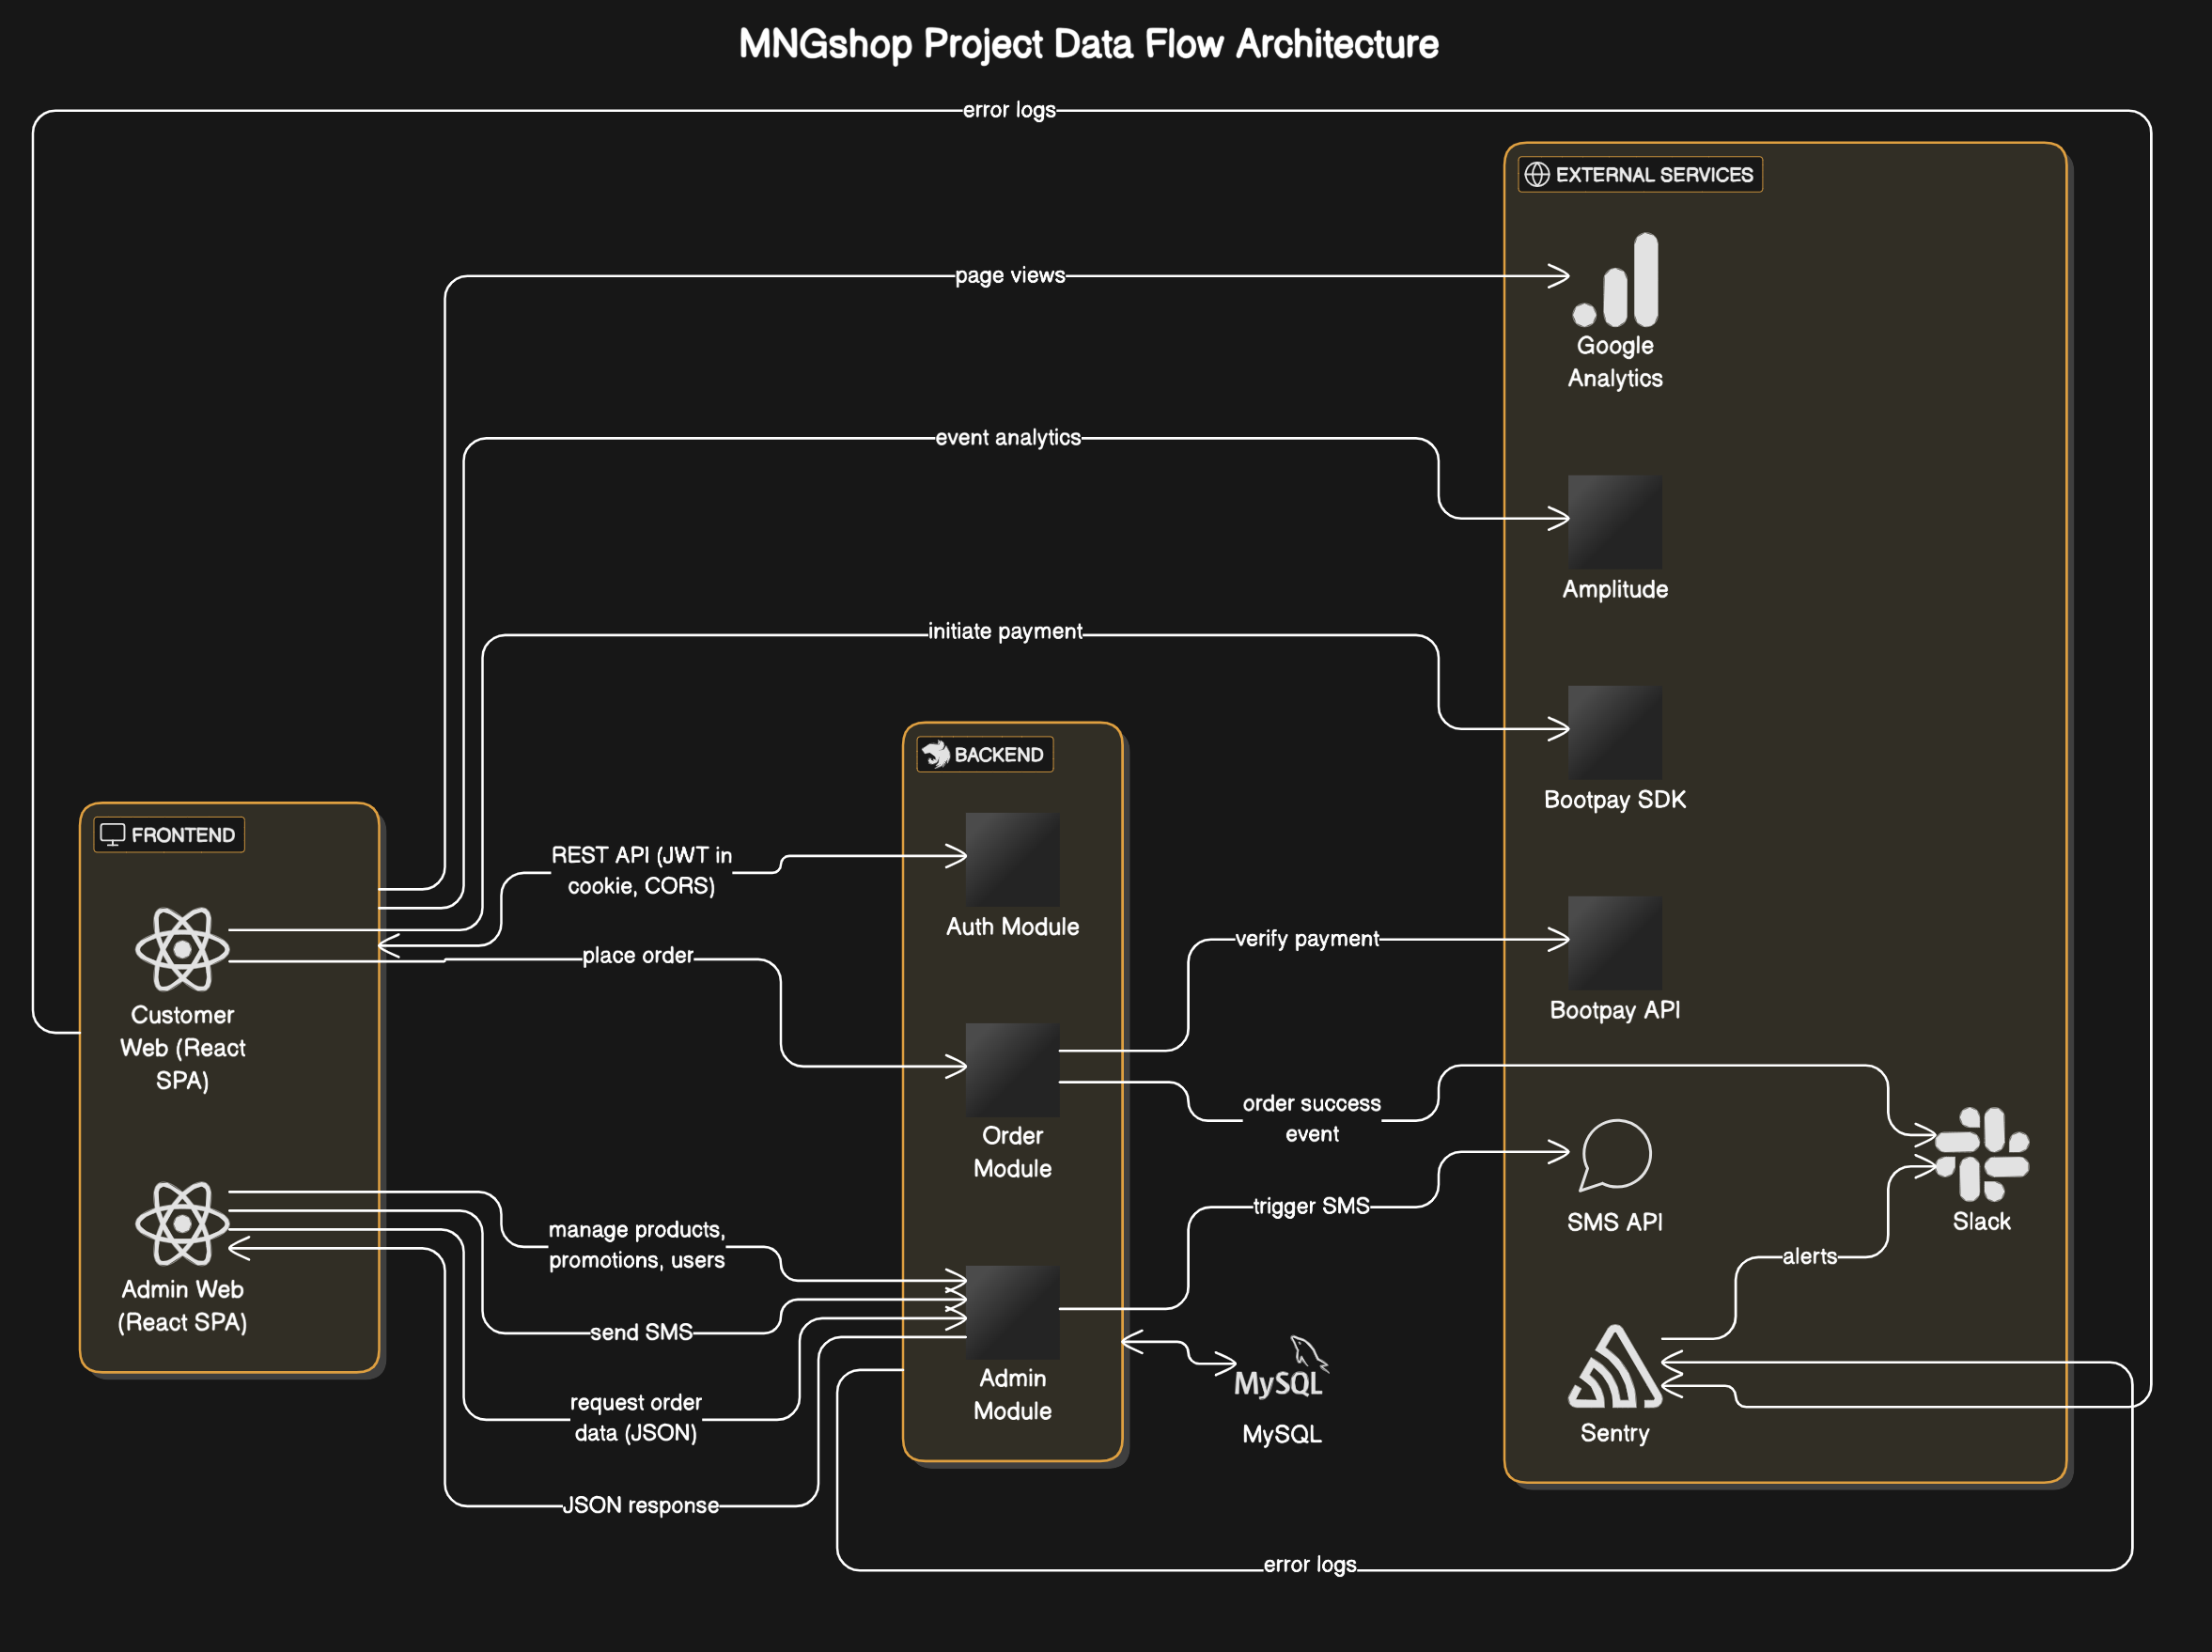 MNGshop Project Data Flow Architecture
error logs
EXTERNAL SERVICES
page views
Google
Analytics
event analytics
Amplitude
initiate payment
Bootpay SDK
BACKEND
FRONTEND
REST API (JWT in
cookie, CORS)
Auth Module
verify payment
place order
Bootpay API
Customer
Web (React
SPA)
order success
event
Order
Module
trigger SMS
SMS API
Slack
manage products,
promotions, users
alerts
Admin Web
(React SPA)
send SMS
MySQL
Admin
Module
request order
data (JSON)
MySQL
Sentry
JSON response
error logs